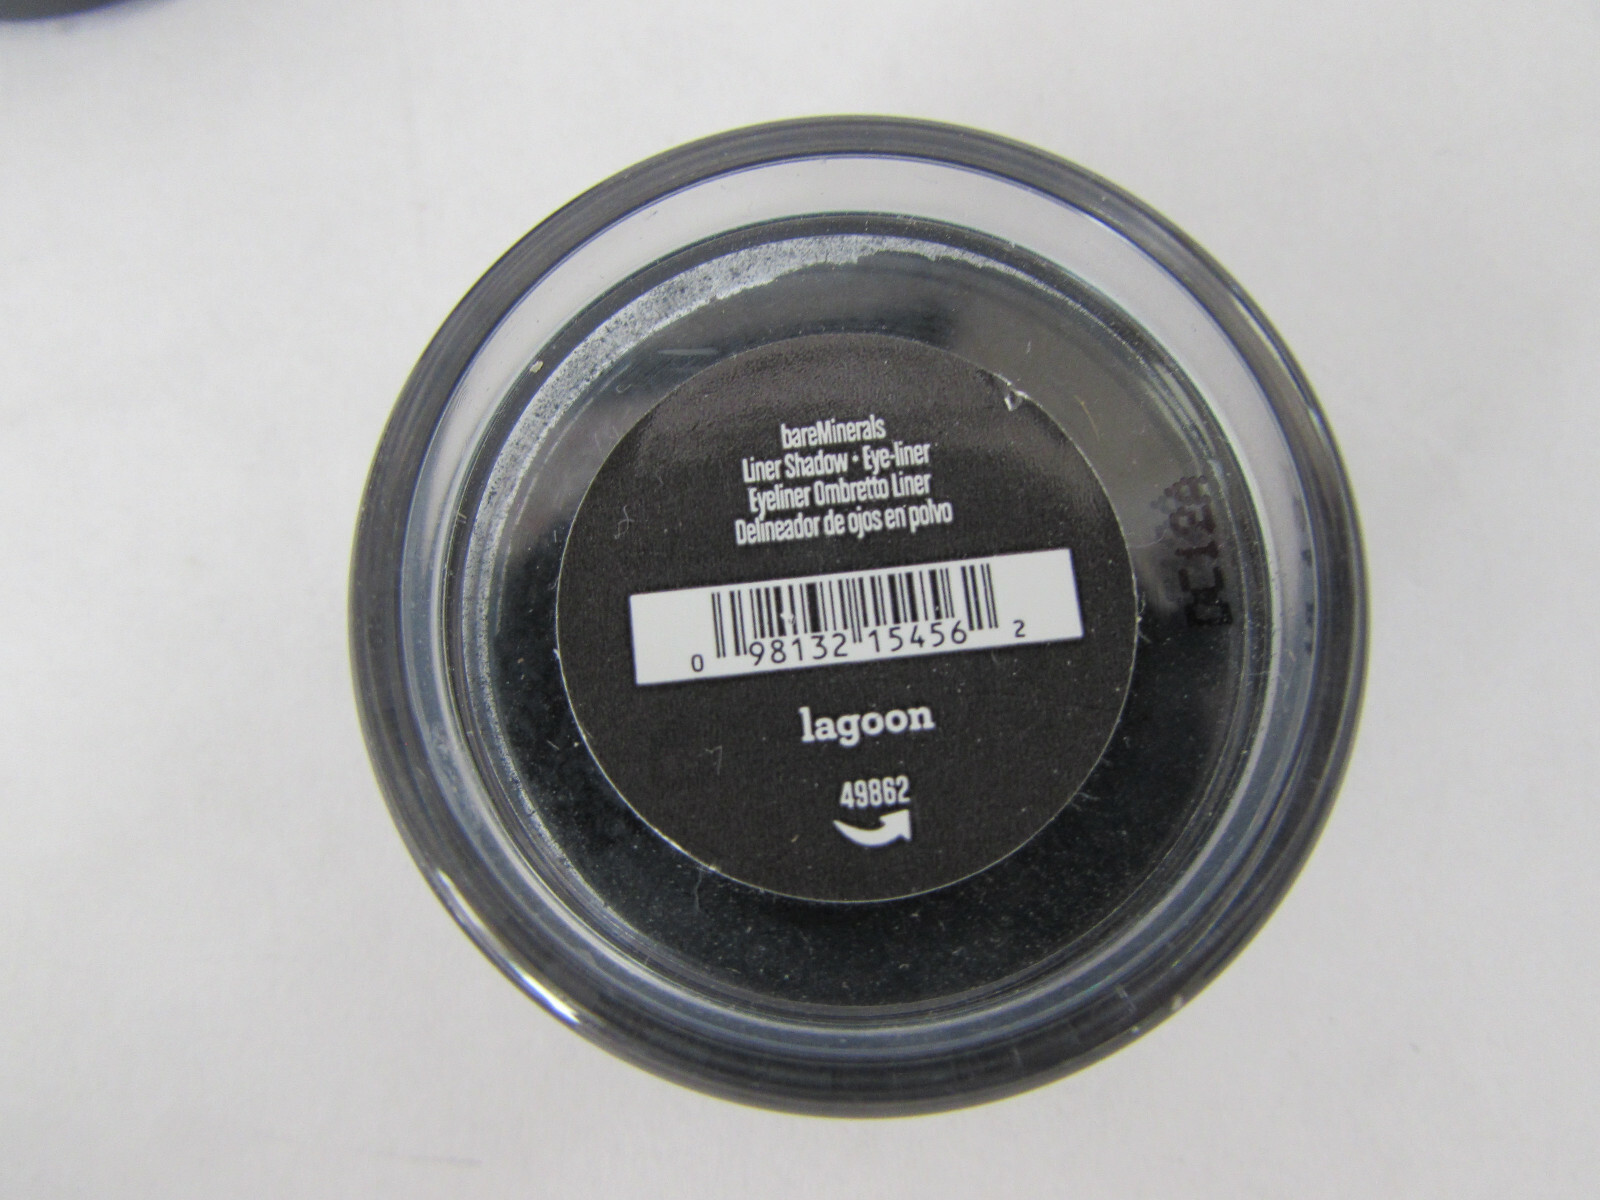 bareMinerals
Liner Shadow · Eye-liner
Eyeliner Ombretto Liner
Delineador de ojos en polvo
0 98132 15456 2
lagoon
49862